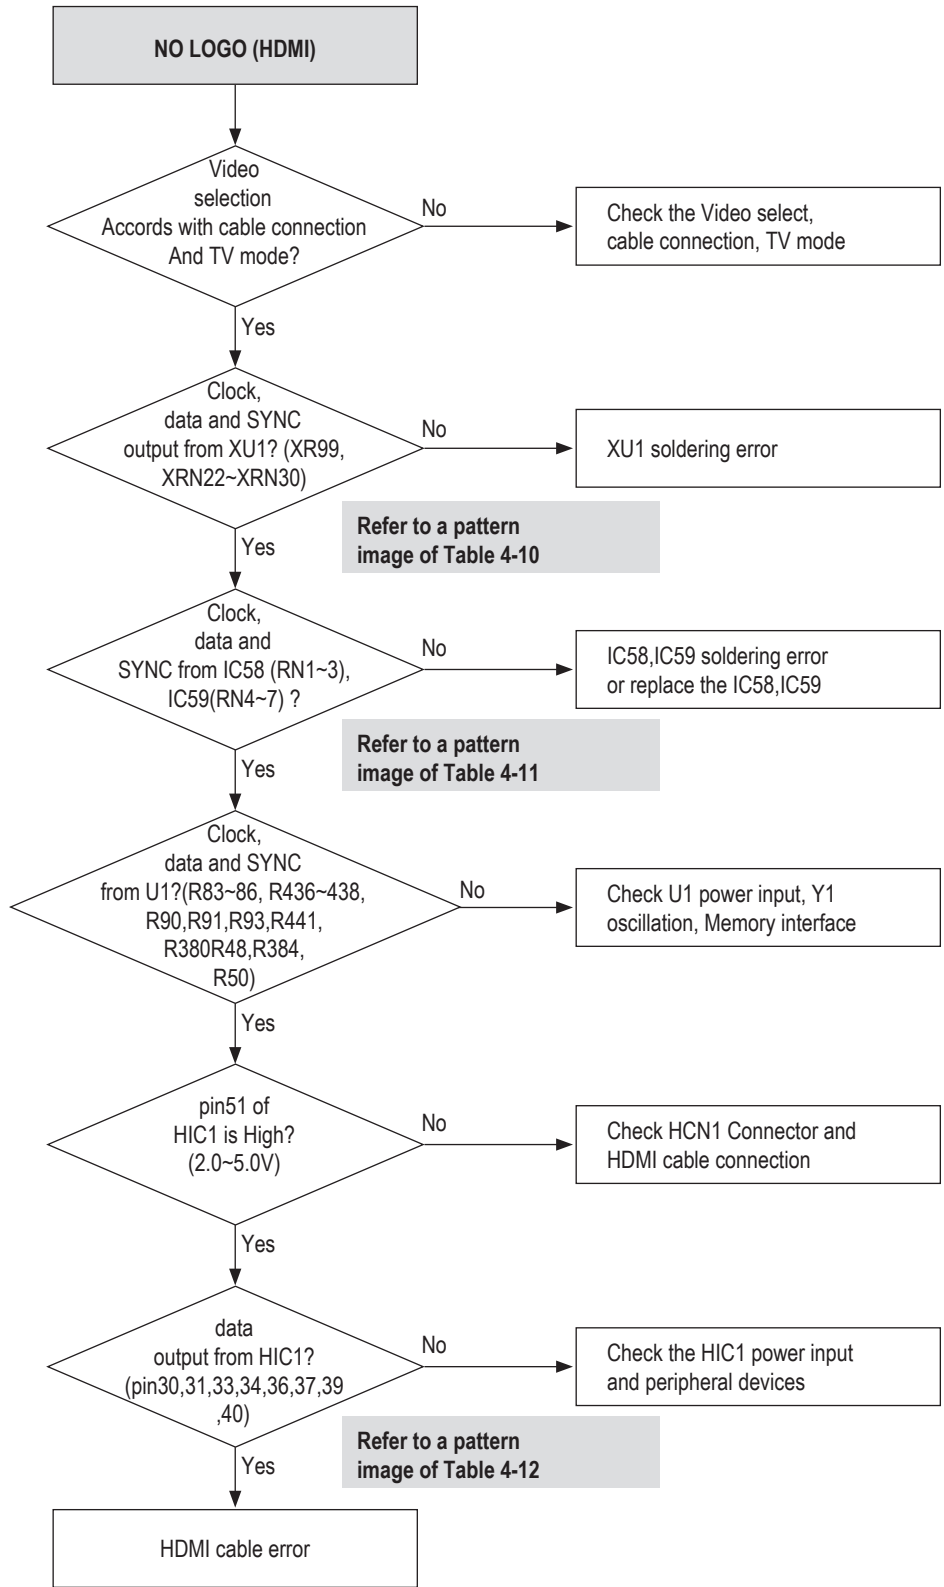 NO LOGO (HDMI)
Video
selection
Accords with cable connection
And TV mode?
No
Check the Video select,
cable connection, TV mode
Yes
Clock,
data and SYNC
output from XU1? (XR99,
XRN22~XRN30)
No
XU1 soldering error
Refer to a pattern
image of Table 4-10
Yes
Clock,
data and
SYNC from IC58 (RN1~3),
IC59(RN4~7) ?
No
IC58,IC59 soldering error
or replace the IC58,IC59
Refer to a pattern
image of Table 4-11
Yes
Clock,
data and SYNC
from U1?(R83~86, R436~438,
R90,R91,R93,R441,
R380R48,R384,
R50)
No
Check U1 power input, Y1
oscillation, Memory interface
Yes
pin51 of
HIC1 is High?
(2.0~5.0V)
No
Check HCN1 Connector and
HDMI cable connection
Yes
data
output from HIC1?
(pin30,31,33,34,36,37,39
,40)
No
Check the HIC1 power input
and peripheral devices
Refer to a pattern
image of Table 4-12
Yes
HDMI cable error